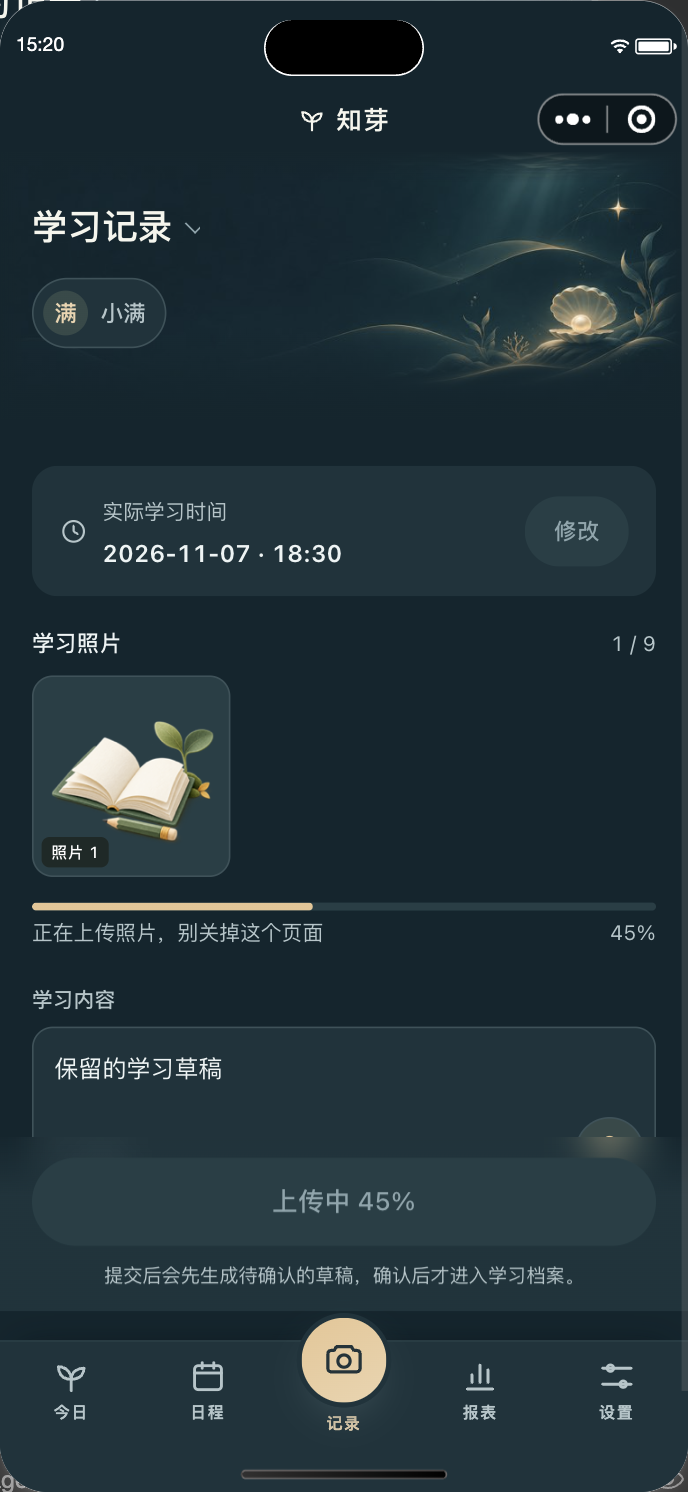 15:20
知芽
学习记录
满 小满
实际学习时间
2026-11-07 · 18:30
修改
学习照片
1 / 9
照片 1
正在上传照片，别关掉这个页面
45%
学习内容
保留的学习草稿
上传中 45%
提交后会先生成待确认的草稿，确认后才进入学习档案。
今日
日程
记录
报表
设置